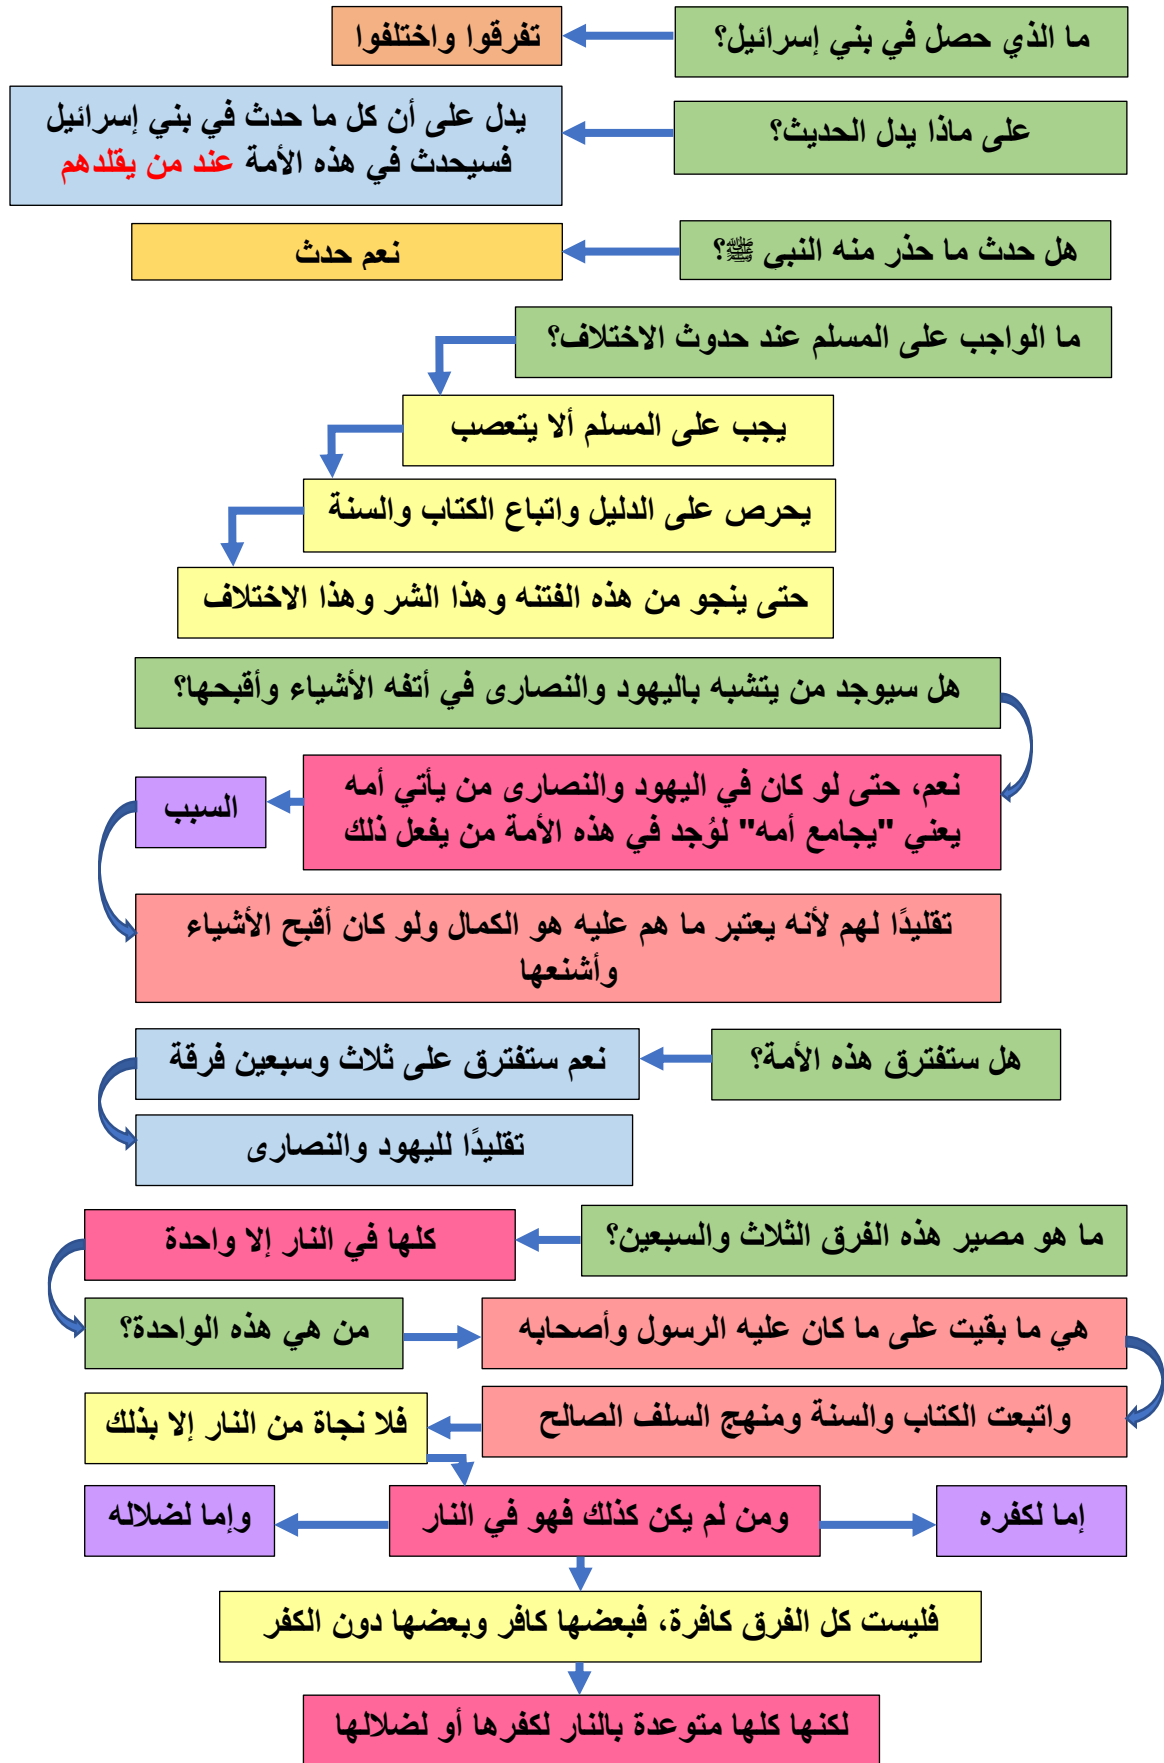 ما الذي حصل في بني إسرائيل؟
تفرقوا واختلفوا
على ماذا يدل الحديث؟
يدل على أن كل ما حدث في بني إسرائيل
فسيحدث في هذه الأمة عند من يقلدهم
هل حدث ما حذر منه النبي ﷺ؟
نعم حدث
ما الواجب على المسلم عند حدوث الاختلاف؟
يجب على المسلم ألا يتعصب
يحرص على الدليل واتباع الكتاب والسنة
حتى ينجو من هذه الفتنه وهذا الشر وهذا الاختلاف
هل سيوجد من يتشبه باليهود والنصارى في أتفه الأشياء وأقبحها؟
نعم، حتى لو كان في اليهود والنصارى من يأتي أمه
يعني "يجامع أمه" لوُجد في هذه الأمة من يفعل ذلك
السبب
تقليدًا لهم لأنه يعتبر ما هم عليه هو الكمال ولو كان أقبح الأشياء
وأشنعها
هل ستفترق هذه الأمة؟
نعم ستفترق على ثلاث وسبعين فرقة
تقليدًا لليهود والنصارى
ما هو مصير هذه الفرق الثلاث والسبعين؟
كلها في النار إلا واحدة
من هي هذه الواحدة؟
هي ما بقيت على ما كان عليه الرسول وأصحابه
واتبعت الكتاب والسنة ومنهج السلف الصالح
فلا نجاة من النار إلا بذلك
ومن لم يكن كذلك فهو في النار
إما لكفره
وإما لضلاله
فليست كل الفرق كافرة، فبعضها كافر وبعضها دون الكفر
لكنها كلها متوعدة بالنار لكفرها أو لضلالها